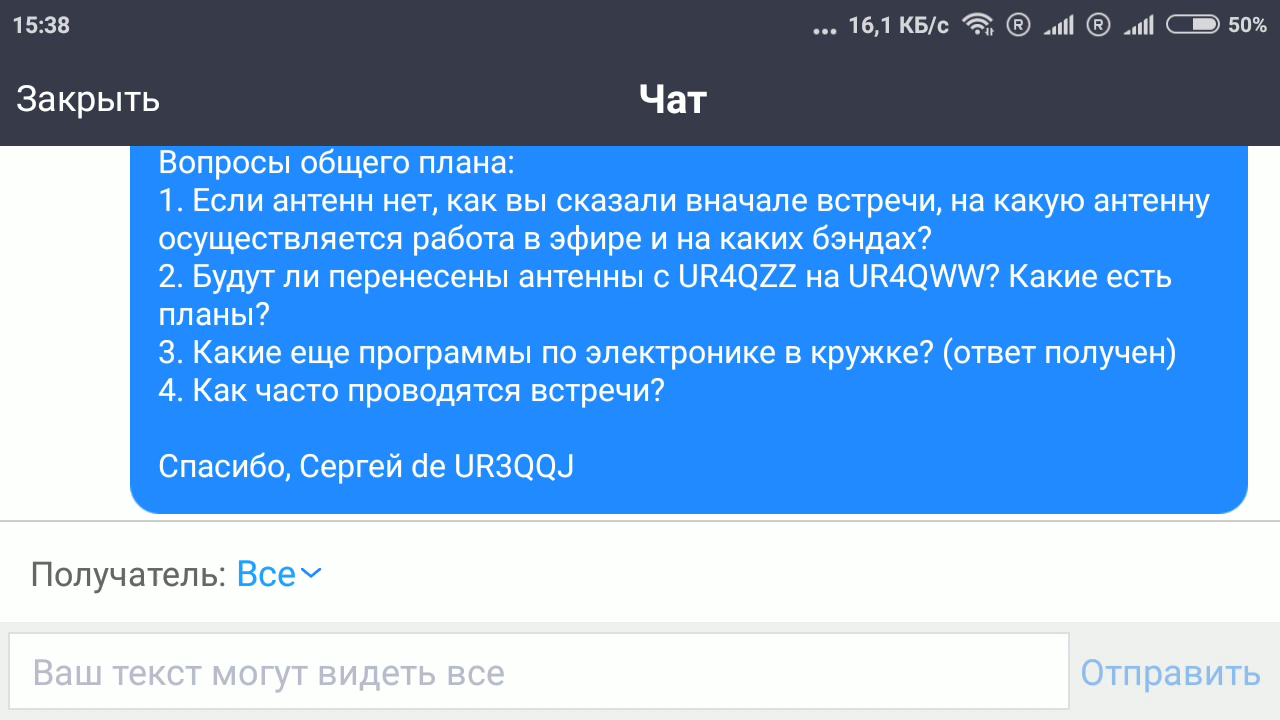 15:38
... 16,1 КБ/с ® ® 50%
Закрыть
Чат
Вопросы общего плана:
1. Если антенн нет, как вы сказали вначале встречи, на какую антенну
осуществляется работа в эфире и на каких бэндах?
2. Будут ли перенесены антенны с UR4QZZ на UR4QWW? Какие есть
планы?
3. Какие еще программы по электронике в кружке? (ответ получен)
4. Как часто проводятся встречи?
Спасибо, Сергей de UR3QQJ
Получатель: Все
Ваш текст могут видеть все
Отправить